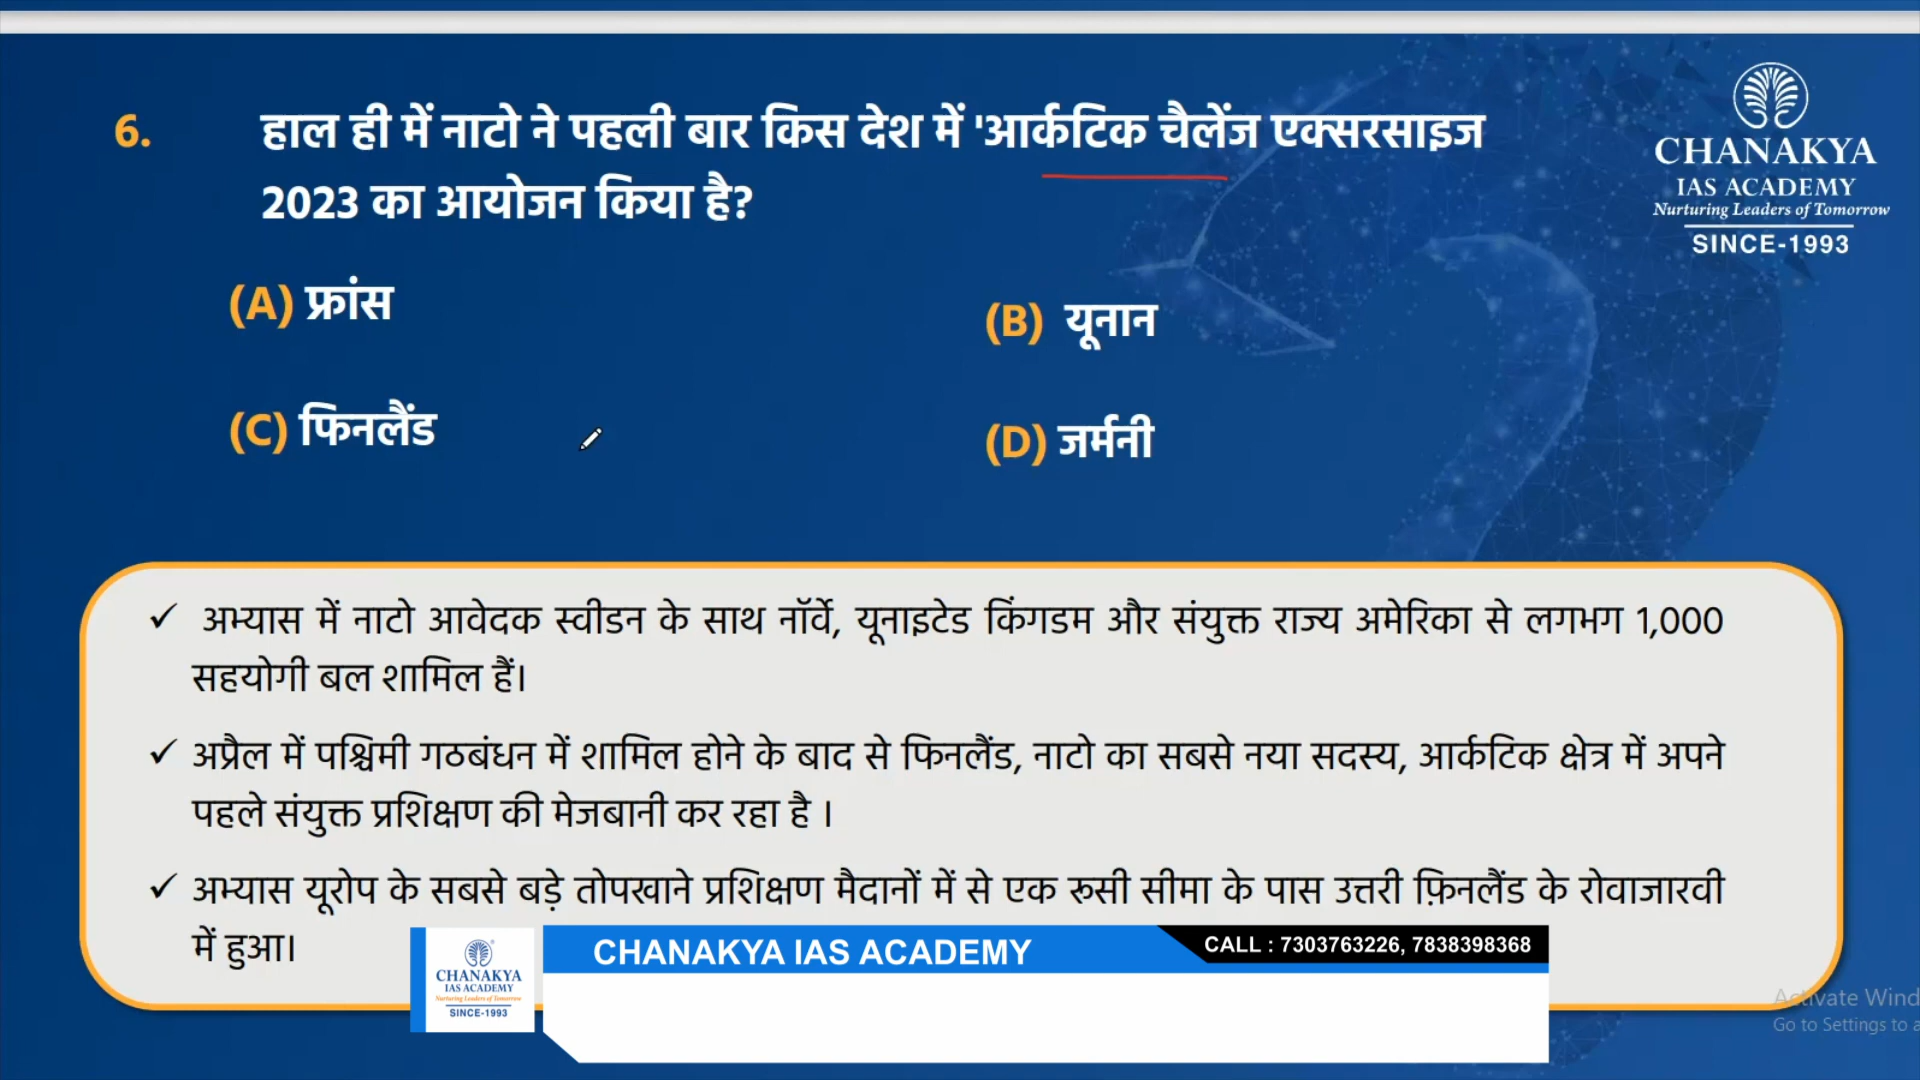 6. हाल ही में नाटो ने पहली बार किस देश में 'आर्कटिक चैलेंज एक्सरसाइज
2023 का आयोजन किया है?
CHANAKYA
IAS ACADEMY
Nurturing Leaders of Tomorrow
SINCE-1993
(A) फ्रांस
(B) यूनान
(C) फिनलैंड
(D) जर्मनी
✓ अभ्यास में नाटो आवेदक स्वीडन के साथ नॉर्वे, यूनाइटेड किंगडम और संयुक्त राज्य अमेरिका से लगभग 1,000
सहयोगी बल शामिल हैं।
✓ अप्रैल में पश्चिमी गठबंधन में शामिल होने के बाद से फिनलैंड, नाटो का सबसे नया सदस्य, आर्कटिक क्षेत्र में अपने
पहले संयुक्त प्रशिक्षण की मेजबानी कर रहा है ।
✓ अभ्यास यूरोप के सबसे बड़े तोपखाने प्रशिक्षण मैदानों में से एक रूसी सीमा के पास उत्तरी फ़िनलैंड के रोवाजारवी
में हुआ।
CHANAKYA
IAS ACADEMY
Nurturing Leaders of Tomorrow
SINCE-1993
CHANAKYA IAS ACADEMY
CALL : 7303763226, 7838398368
Activate Wind
Go to Settings to a